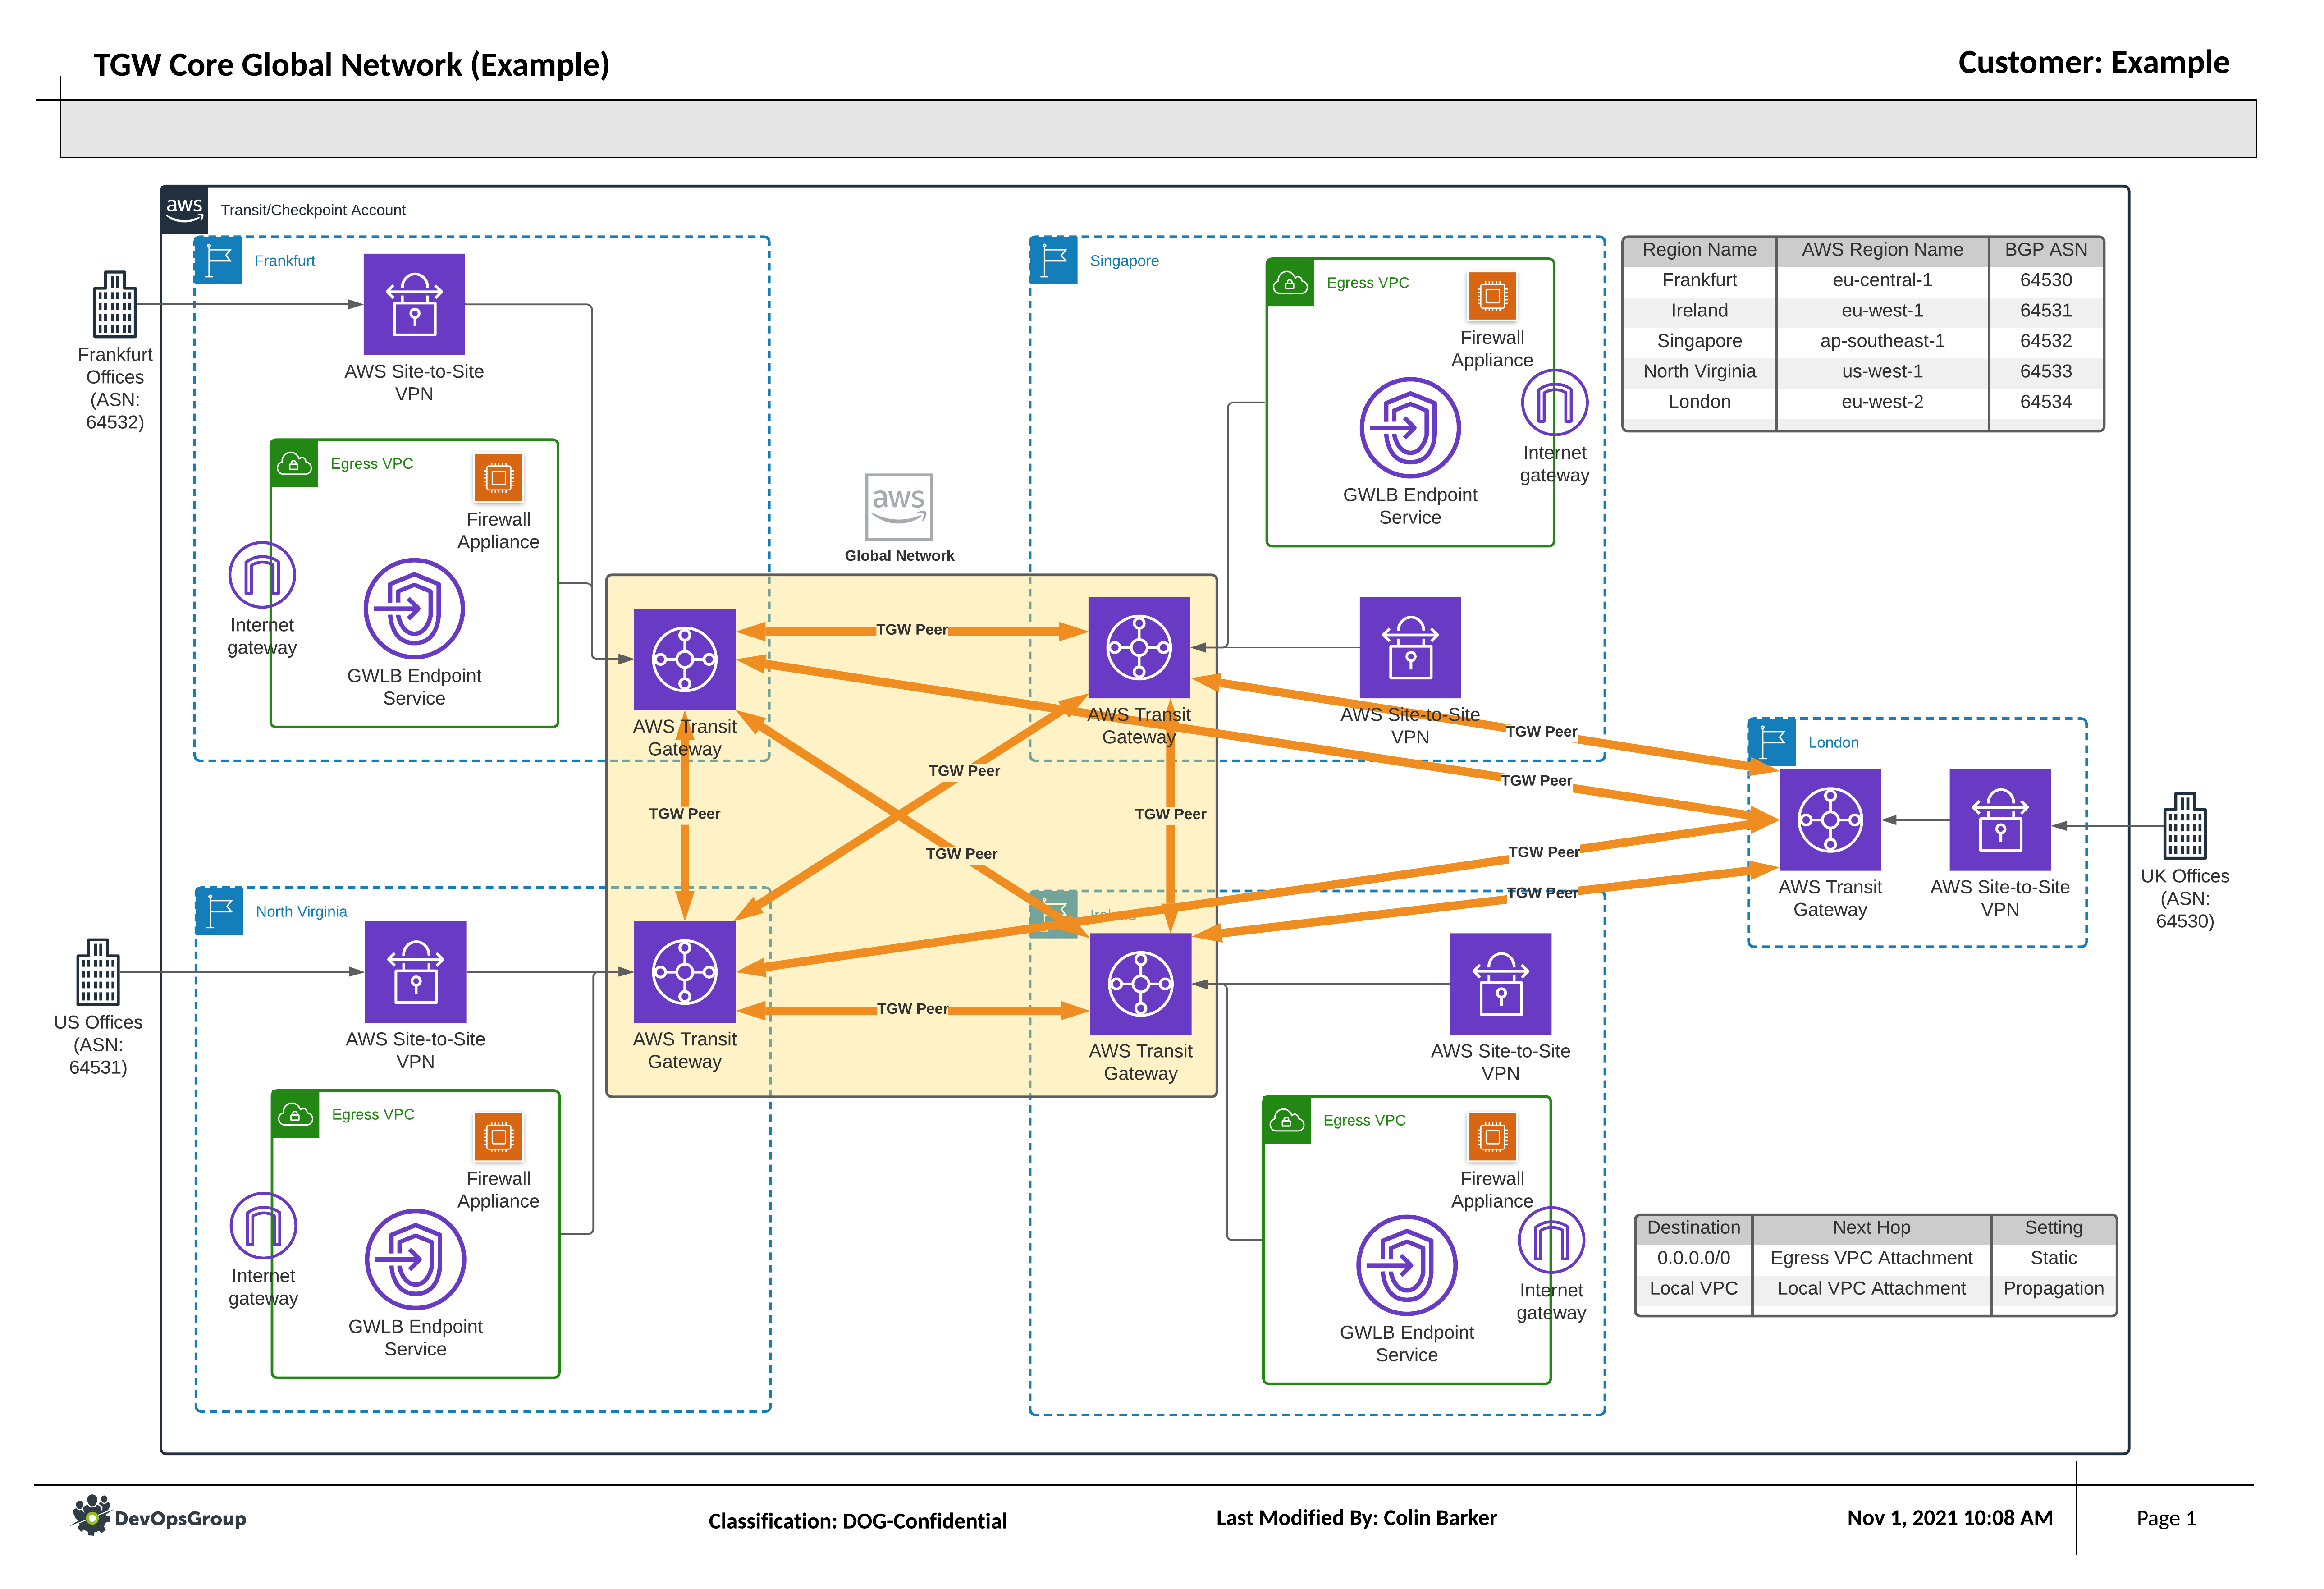 TGW Core Global Network (Example)
Customer: Example
aws
Transit/Checkpoint Account
Frankfurt
AWS Site-to-Site
VPN
Frankfurt
Offices
(ASN:
64532)
Egress VPC
Firewall
Appliance
Internet
gateway
GWLB Endpoint
Service
aws
Global Network
Singapore
Egress VPC
Firewall
Appliance
Internet
gateway
GWLB Endpoint
Service
AWS Site-to-Site
VPN
Region Name AWS Region Name BGP ASN
Frankfurt eu-central-1 64530
Ireland eu-west-1 64531
Singapore ap-southeast-1 64532
North Virginia us-west-1 64533
London eu-west-2 64534
AWS Transit
Gateway
TGW Peer
AWS Transit
Gateway
TGW Peer
TGW Peer
TGW Peer
TGW Peer
TGW Peer
TGW Peer
TGW Peer
TGW Peer
TGW Peer
London
AWS Transit
Gateway
AWS Site-to-Site
VPN
UK Offices
(ASN:
64530)
North Virginia
US Offices
(ASN:
64531)
AWS Site-to-Site
VPN
AWS Transit
Gateway
Egress VPC
Firewall
Appliance
Internet
gateway
GWLB Endpoint
Service
Ireland
AWS Transit
Gateway
AWS Site-to-Site
VPN
Egress VPC
Firewall
Appliance
Internet
gateway
GWLB Endpoint
Service
Destination Next Hop Setting
0.0.0.0/0 Egress VPC Attachment Static
Local VPC Local VPC Attachment Propagation
DevOpsGroup
Classification: DOG-Confidential
Last Modified By: Colin Barker
Nov 1, 2021 10:08 AM
Page 1